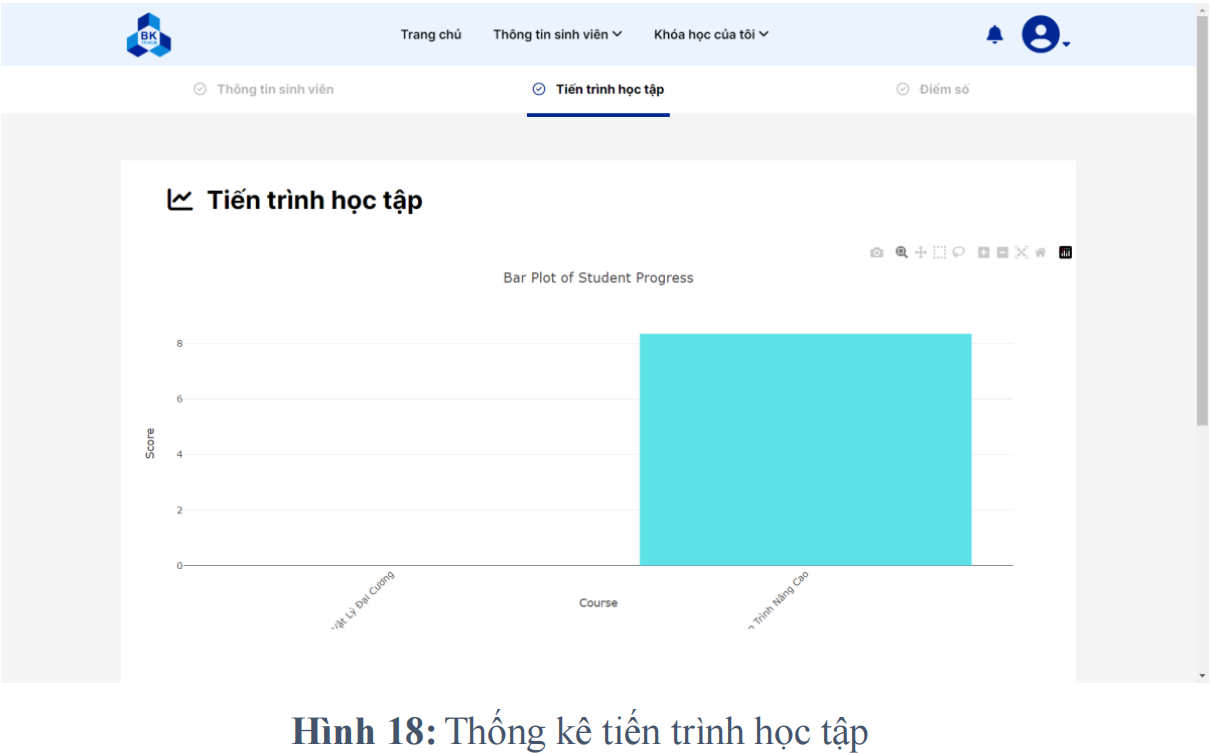 BK
TP.HCM
Trang chủ Thông tin sinh viên Khóa học của tôi
Thông tin sinh viên Tiến trình học tập Điểm số
Tiến trình học tập
Bar Plot of Student Progress
8
6
4
2
0
Score
Vật Lý Đại Cương
Trình Nâng Cao
Course
Hình 18: Thống kê tiến trình học tập